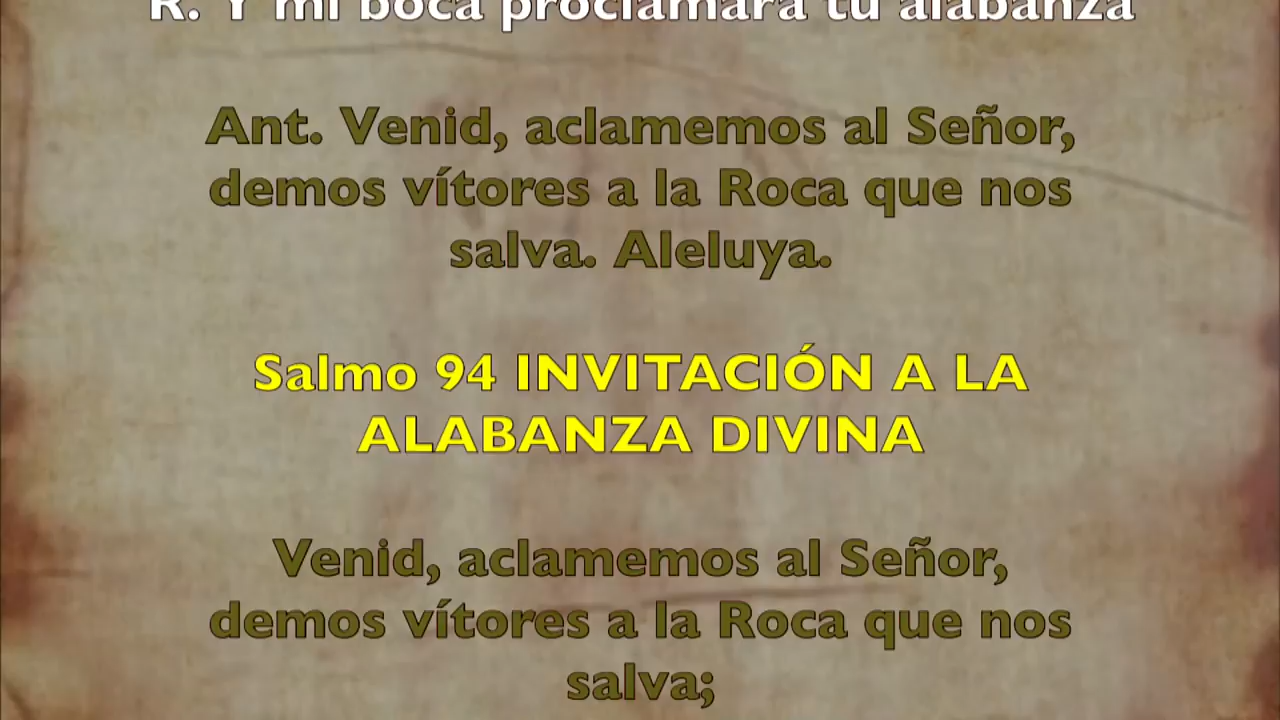 R. Y mi boca proclamará tu alabanza
Ant. Venid, aclamemos al Señor,
demos vítores a la Roca que nos
salva. Aleluya.
Salmo 94 INVITACIÓN A LA
ALABANZA DIVINA
Venid, aclamemos al Señor,
demos vítores a la Roca que nos
salva;